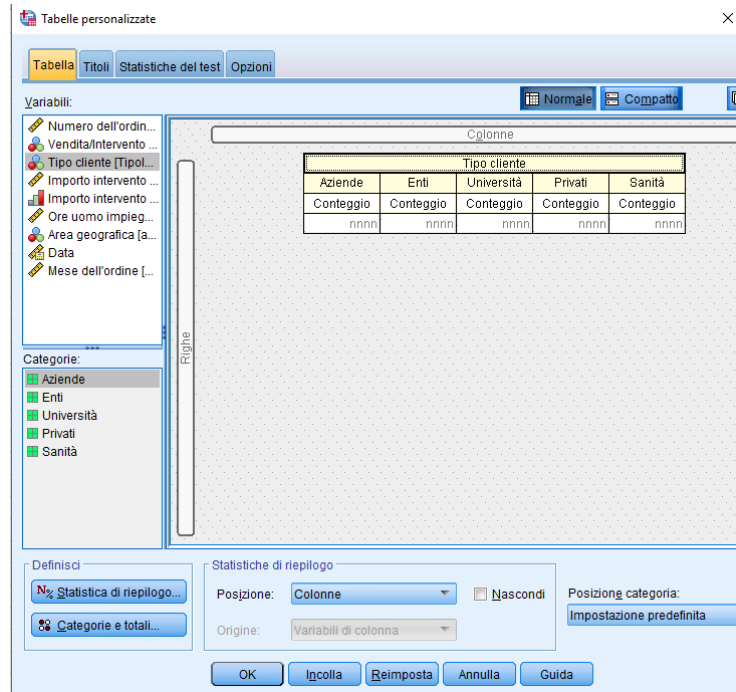 Tabelle personalizzate
Tabella Titoli Statistiche del test Opzioni
Variabili:
Normale Compatto
Numero dell'ordin...
Vendita/Intervento ...
Tipo cliente [Tipol...
Importo intervento ...
Importo intervento ...
Ore uomo impieg...
Area geografica [a...
Data
Mese dell'ordine [...
Colonne
Tipo cliente
Aziende Enti Università Privati Sanità
Conteggio Conteggio Conteggio Conteggio Conteggio
nnnn nnnn nnnn nnnn nnnn
Righe
Categorie:
Aziende
Enti
Università
Privati
Sanità
Definisci
N% Statistica di riepilogo...
Categorie e totali...
Statistiche di riepilogo
Posizione: Colonne Nascondi
Origine: Variabili di colonna
Posizione categoria:
Impostazione predefinita
OK Incolla Reimposta Annulla Guida